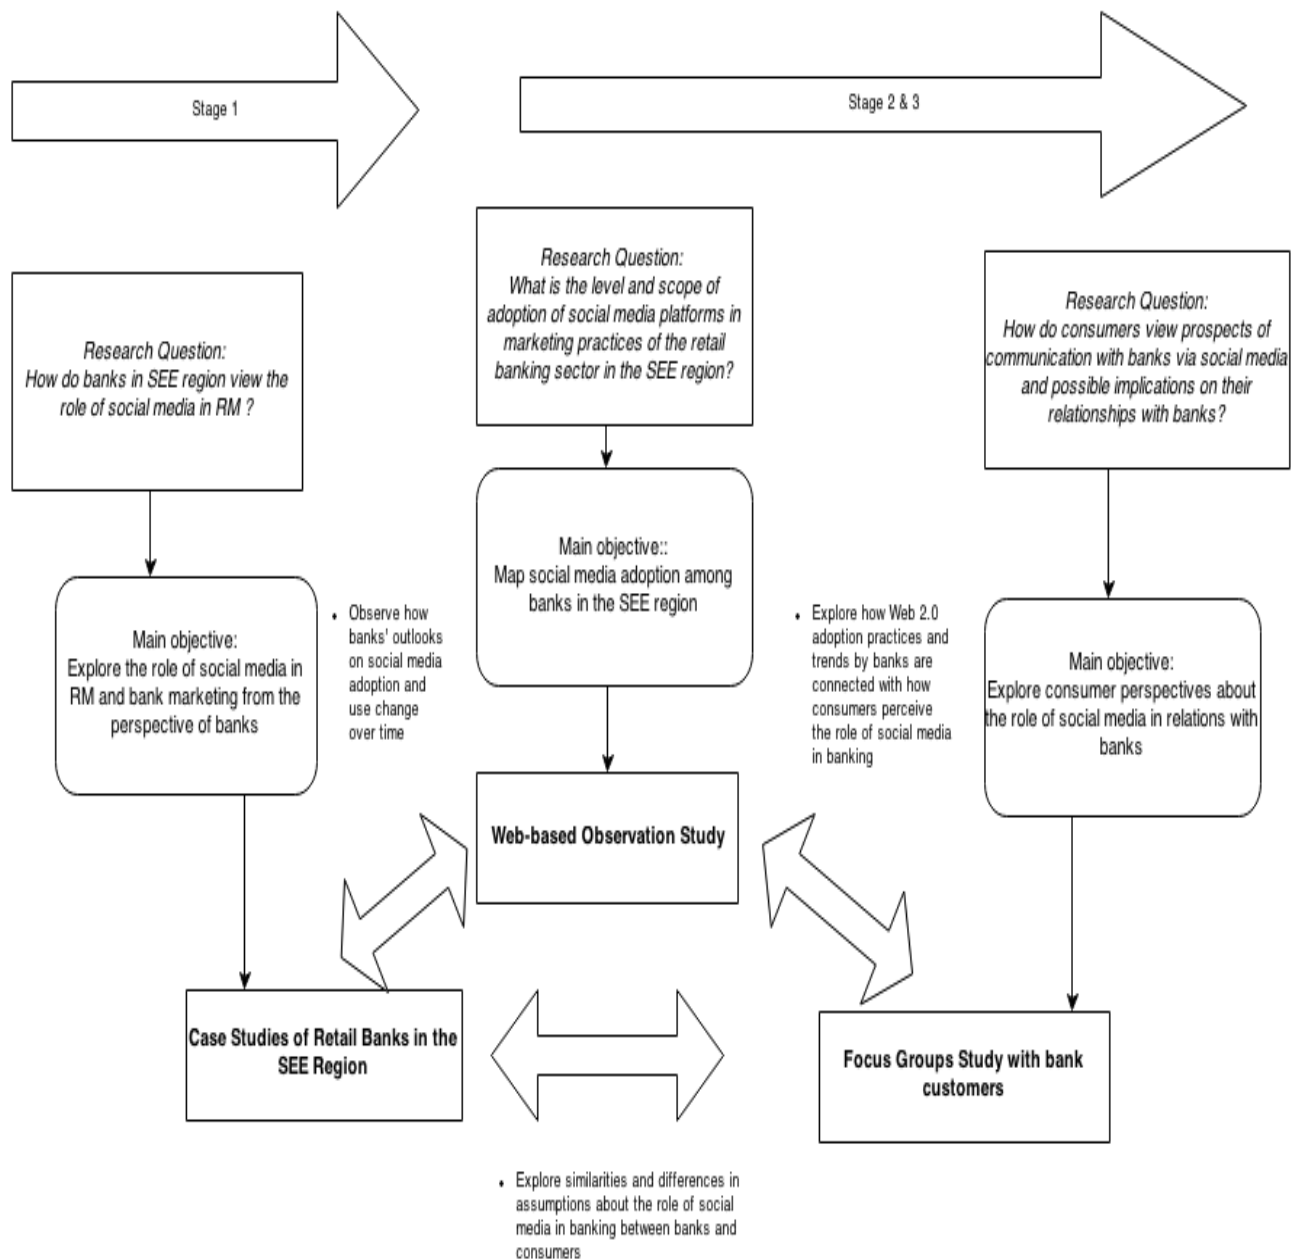 Stage 1
Stage 2 & 3
Research Question:
How do banks in SEE region view the
role of social media in RM ?
Research Question:
What is the level and scope of
adoption of social media platforms in
marketing practices of the retail
banking sector in the SEE region?
Research Question:
How do consumers view prospects of
communication with banks via social media
and possible implications on their
relationships with banks?
Main objective:
Explore the role of social media in
RM and bank marketing from the
perspective of banks
• Observe how
banks' outlooks
on social media
adoption and
use change
over time
Main objective::
Map social media adoption among
banks in the SEE region
• Explore how Web 2.0
adoption practices and
trends by banks are
connected with how
consumers perceive
the role of social media
in banking
Main objective:
Explore consumer perspectives about
the role of social media in relations with
banks
Web-based Observation Study
Case Studies of Retail Banks in the
SEE Region
Focus Groups Study with bank
customers
• Explore similarities and differences in
assumptions about the role of social
media in banking between banks and
consumers